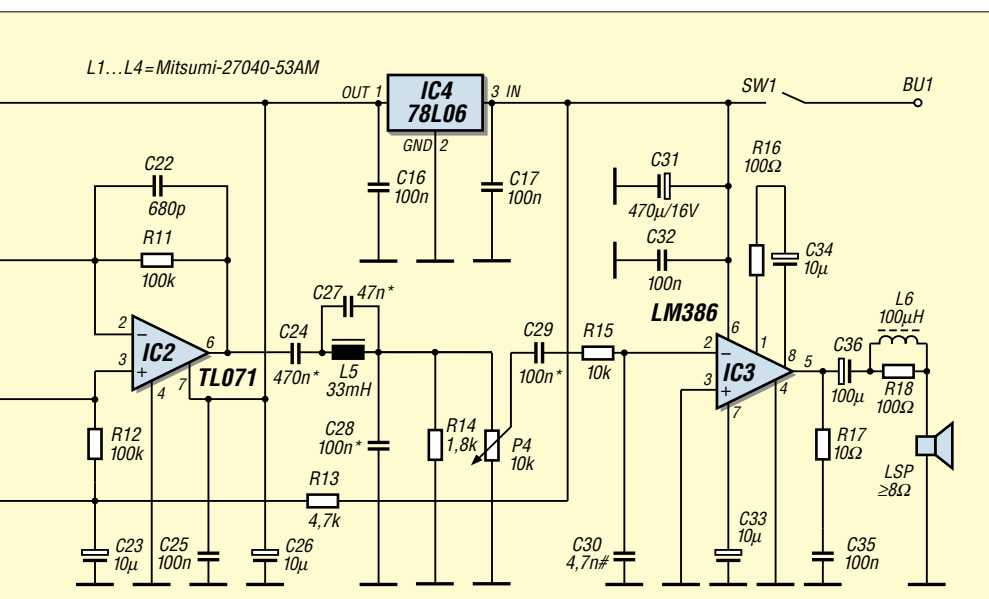 L1...L4=Mitsumi-27040-53AM
OUT 1
IC4
78L06
3 IN
GND 2
SW1
BU1
C22
680p
R11
100k
C16
100n
C17
100n
C31
470µ/16V
C32
100n
R16
100Ω
C34
10µ
LM386
L6
100µH
C27 47n*
C24
470n*
L5
33mH
C29
100n*
R15
10k
2
3
6
7
4
–
+
IC2
TL071
2
3
6
1
8
5
7
4
–
+
IC3
C36
100µ
R18
100Ω
R12
100k
C28
100n*
R14
1,8k
P4
10k
R17
10Ω
LSP
≥8Ω
R13
4,7k
C23
10µ
C25
100n
C26
10µ
C30
4,7n#
C33
10µ
C35
100n